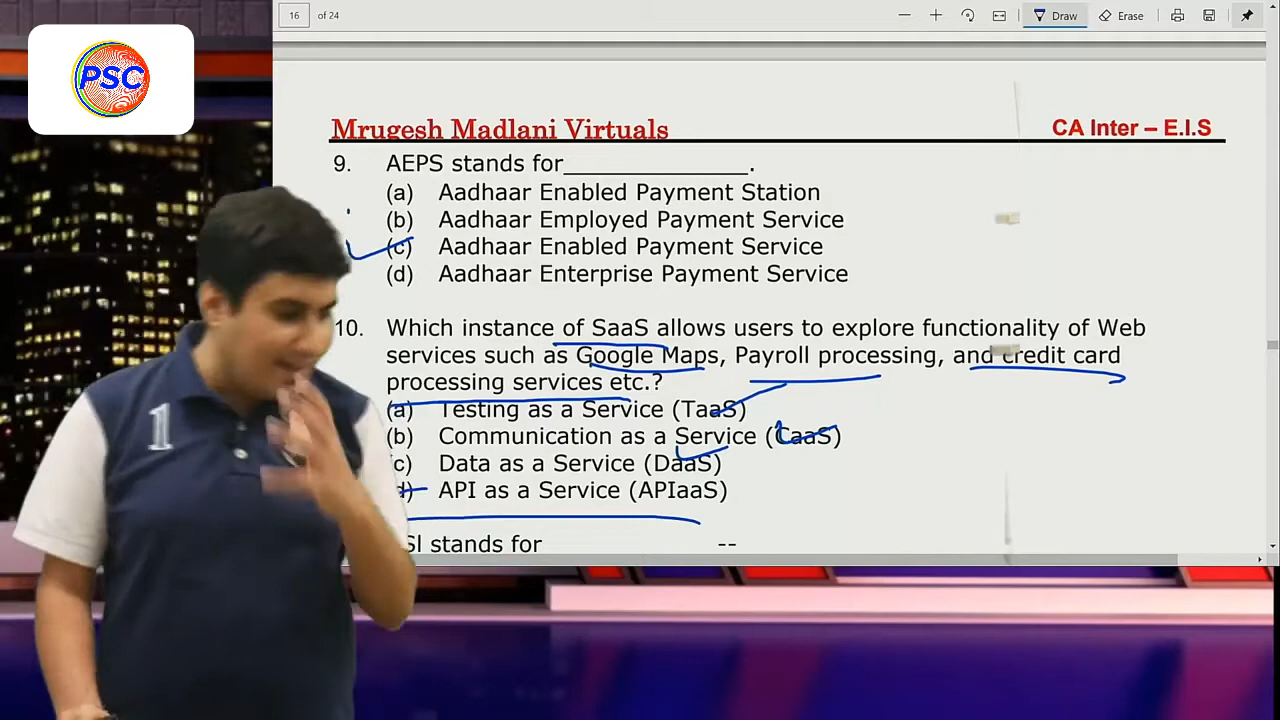 16 of 24
Draw
Erase
PSC
Mrugesh Madlani Virtuals
CA Inter – E.I.S
9. AEPS stands for______________.
(a) Aadhaar Enabled Payment Station
(b) Aadhaar Employed Payment Service
(c) Aadhaar Enabled Payment Service
(d) Aadhaar Enterprise Payment Service
10. Which instance of SaaS allows users to explore functionality of Web
services such as Google Maps, Payroll processing, and credit card
processing services etc.?
(a) Testing as a Service (TaaS)
(b) Communication as a Service (CaaS)
(c) Data as a Service (DaaS)
(d) API as a Service (APIaaS)
stands for --
1